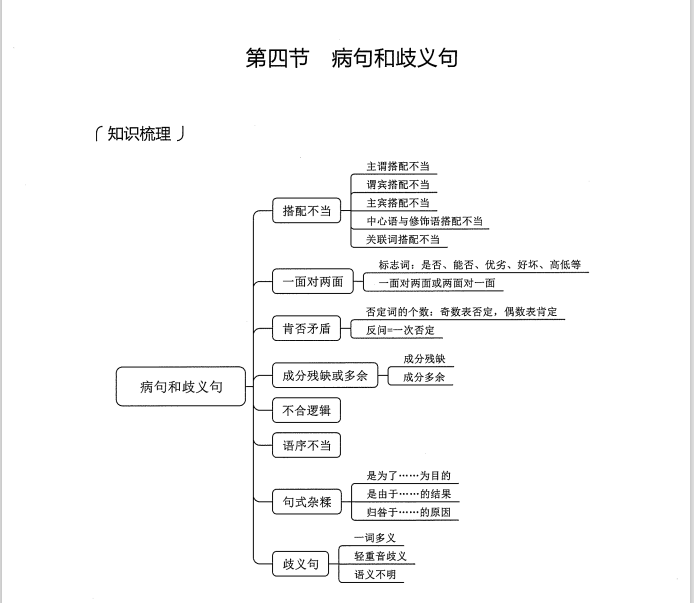 第四节 病句和歧义句
知识梳理
病句和歧义句
搭配不当
主谓搭配不当
谓宾搭配不当
主宾搭配不当
中心语与修饰语搭配不当
关联词搭配不当
一面对两面
标志词：是否、能否、优劣、好坏、高低等
一面对两面或两面对一面
肯否矛盾
否定词的个数：奇数表否定，偶数表肯定
反问=一次否定
成分残缺或多余
成分残缺
成分多余
不合逻辑
语序不当
句式杂糅
是为了……为目的
是由于……的结果
归咎于……的原因
歧义句
一词多义
轻重音歧义
语义不明